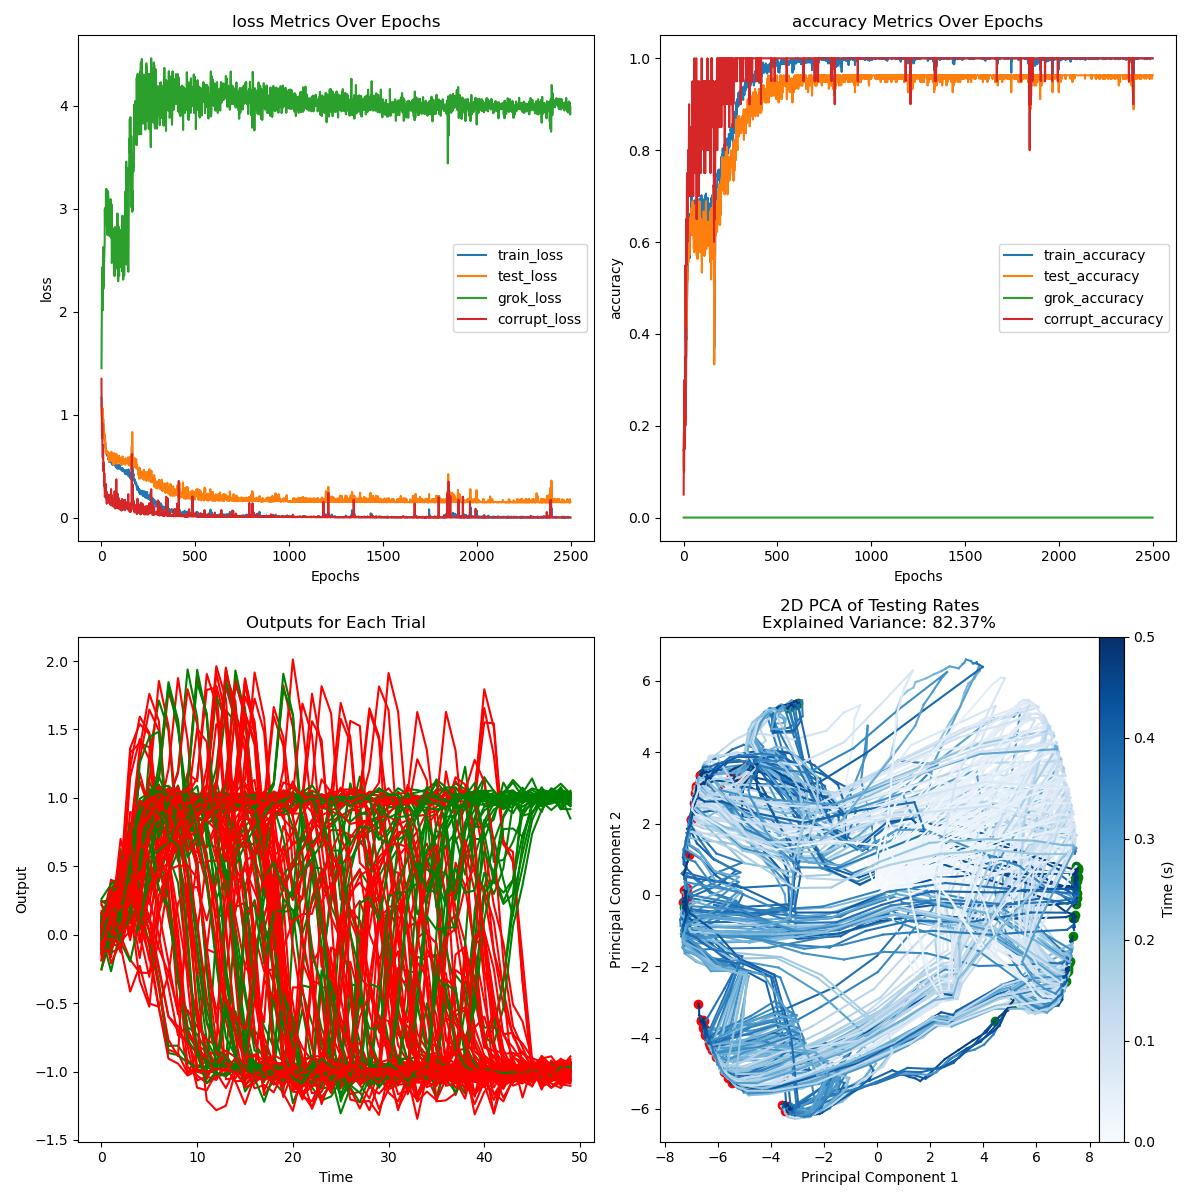 loss Metrics Over Epochs
loss
4
3
2
1
0
0
500
1000
1500
2000
2500
Epochs
train_loss
test_loss
grok_loss
corrupt_loss
accuracy Metrics Over Epochs
accuracy
1.0
0.8
0.6
0.4
0.2
0.0
0
500
1000
1500
2000
2500
Epochs
train_accuracy
test_accuracy
grok_accuracy
corrupt_accuracy
Outputs for Each Trial
Output
2.0
1.5
1.0
0.5
0.0
−0.5
−1.0
−1.5
0
10
20
30
40
50
Time
2D PCA of Testing Rates
Explained Variance: 82.37%
Principal Component 2
6
4
2
0
−2
−4
−6
−8
−6
−4
−2
0
2
4
6
8
Principal Component 1
0.5
0.4
0.3
0.2
0.1
0.0
Time (s)